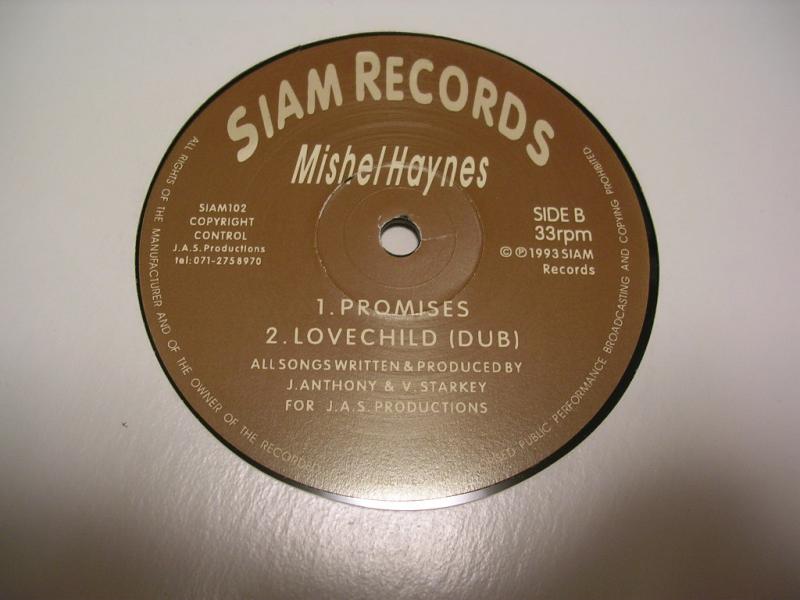 SIAM RECORDS
Mishel Haynes
SIAM102
COPYRIGHT
CONTROL
J.A.S. Productions
tel: 071-2758970
SIDE B
33rpm
© ℗ 1993 SIAM
Records
1. PROMISES
2. LOVECHILD (DUB)
ALL SONGS WRITTEN & PRODUCED BY
J. ANTHONY & V. STARKEY
FOR J.A.S. PRODUCTIONS
ALL RIGHTS OF THE MANUFACTURER AND OF THE OWNER OF THE RECORDED
PUBLIC PERFORMANCE BROADCASTING AND COPYING PROHIBITED.